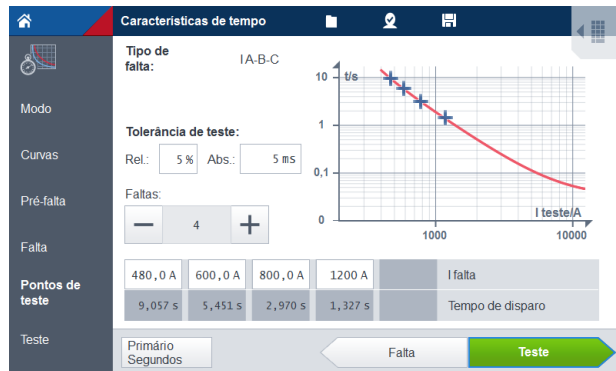 Características de tempo
Modo
Curvas
Pré-falta
Falta
Pontos de
teste
Teste
Tipo de
falta:
I A-B-C
Tolerância de teste:
Rel.: 5 % Abs.: 5 ms
Faltas:
4
10 t/s
1
0,1
0
I teste/A
1000 10000
480,0 A 600,0 A 800,0 A 1200 A I falta
9,057 s 5,451 s 2,970 s 1,327 s Tempo de disparo
Primário
Segundos
Falta
Teste